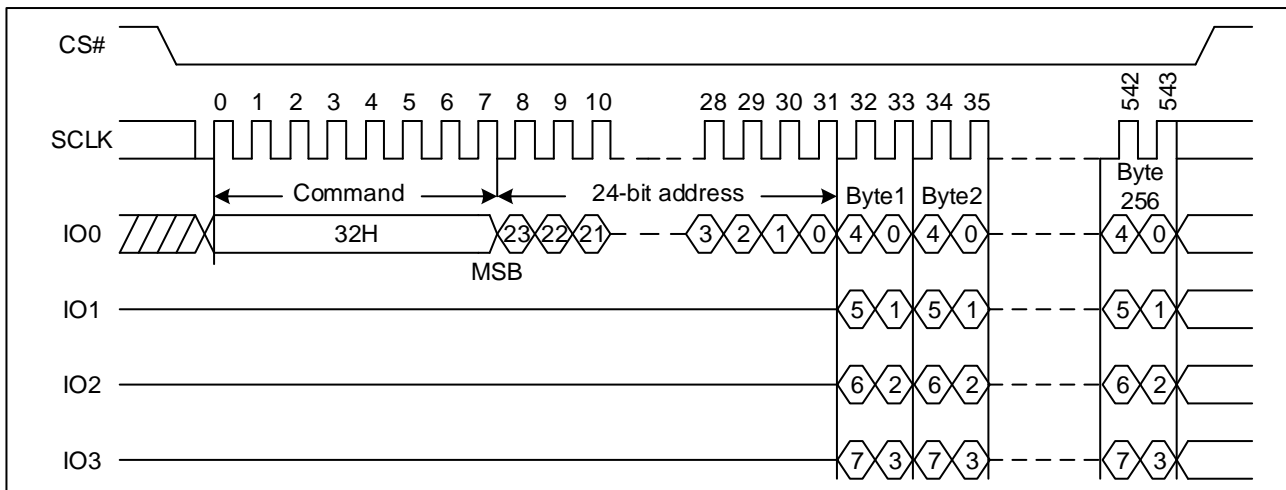 CS#
0 1 2 3 4 5 6 7 8 9 10 28 29 30 31 32 33 34 35 542 543
SCLK
Command 24-bit address Byte1 Byte2 Byte
256
IO0 32H 23 22 21 3 2 1 0 4 0 4 0 4 0
MSB
IO1 5 1 5 1 5 1
IO2 6 2 6 2 6 2
IO3 7 3 7 3 7 3